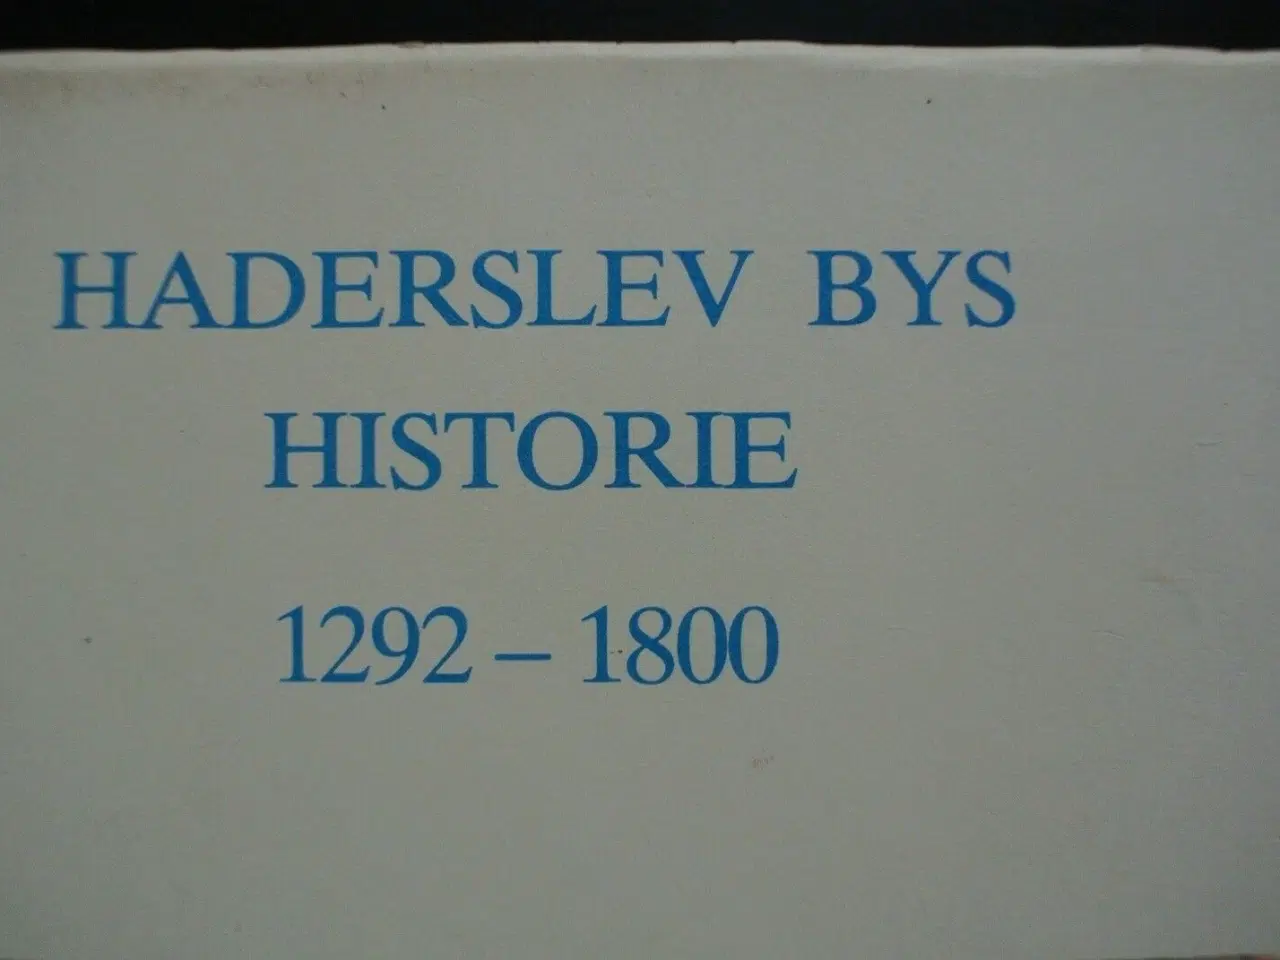 HADERSLEV BYS
HISTORIE
1292 – 1800